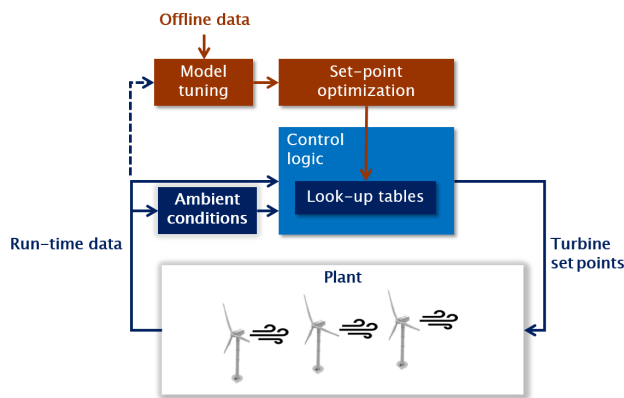 Offline data
Model
tuning
Set-point
optimization
Control
logic
Look-up tables
Ambient
conditions
Run-time data
Turbine
set points
Plant